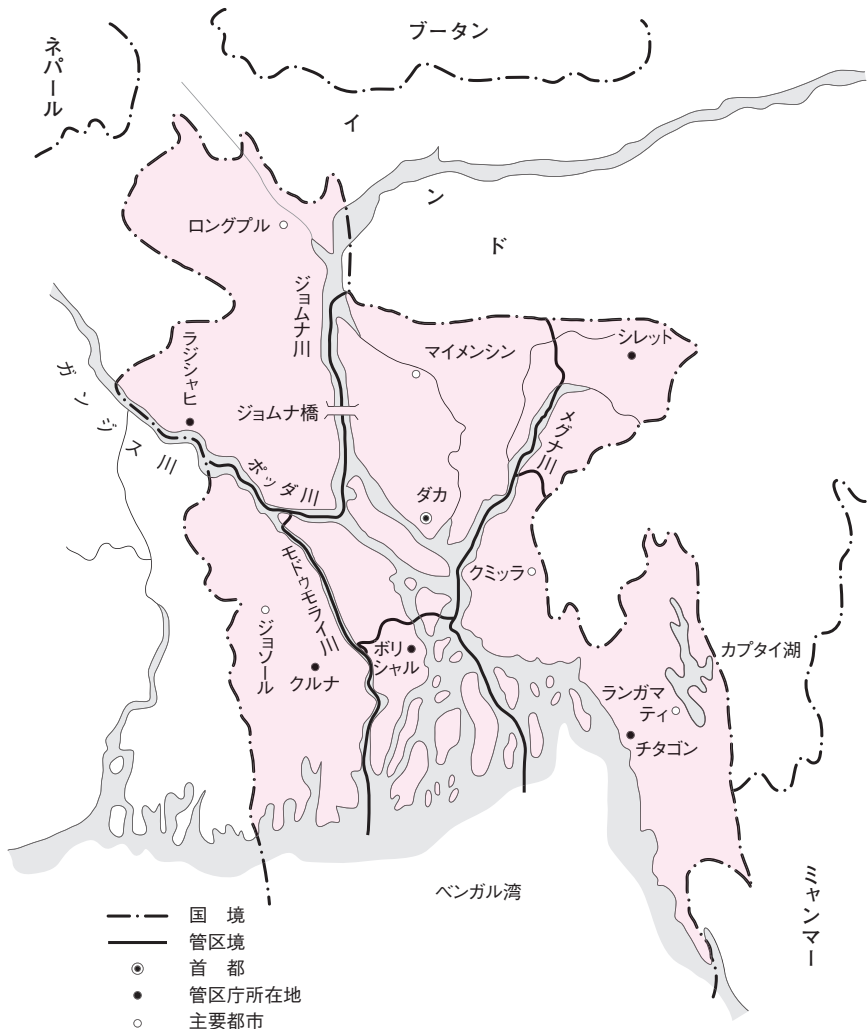 ネパール
ブータン
インド
ロングプル
ジョムナ川
ラジシャヒ
マイメンシン
シレット
ガンジス川
ジョムナ橋
メグナ川
ポッダ川
ダカ
モドゥモライ川
クミッラ
ジョソール
ボリ
シャル
クルナ
カプタイ湖
ランガマ
ティ
チタゴン
ベンガル湾
ミャンマー
国 境
管区境
首 都
管区庁所在地
主要都市